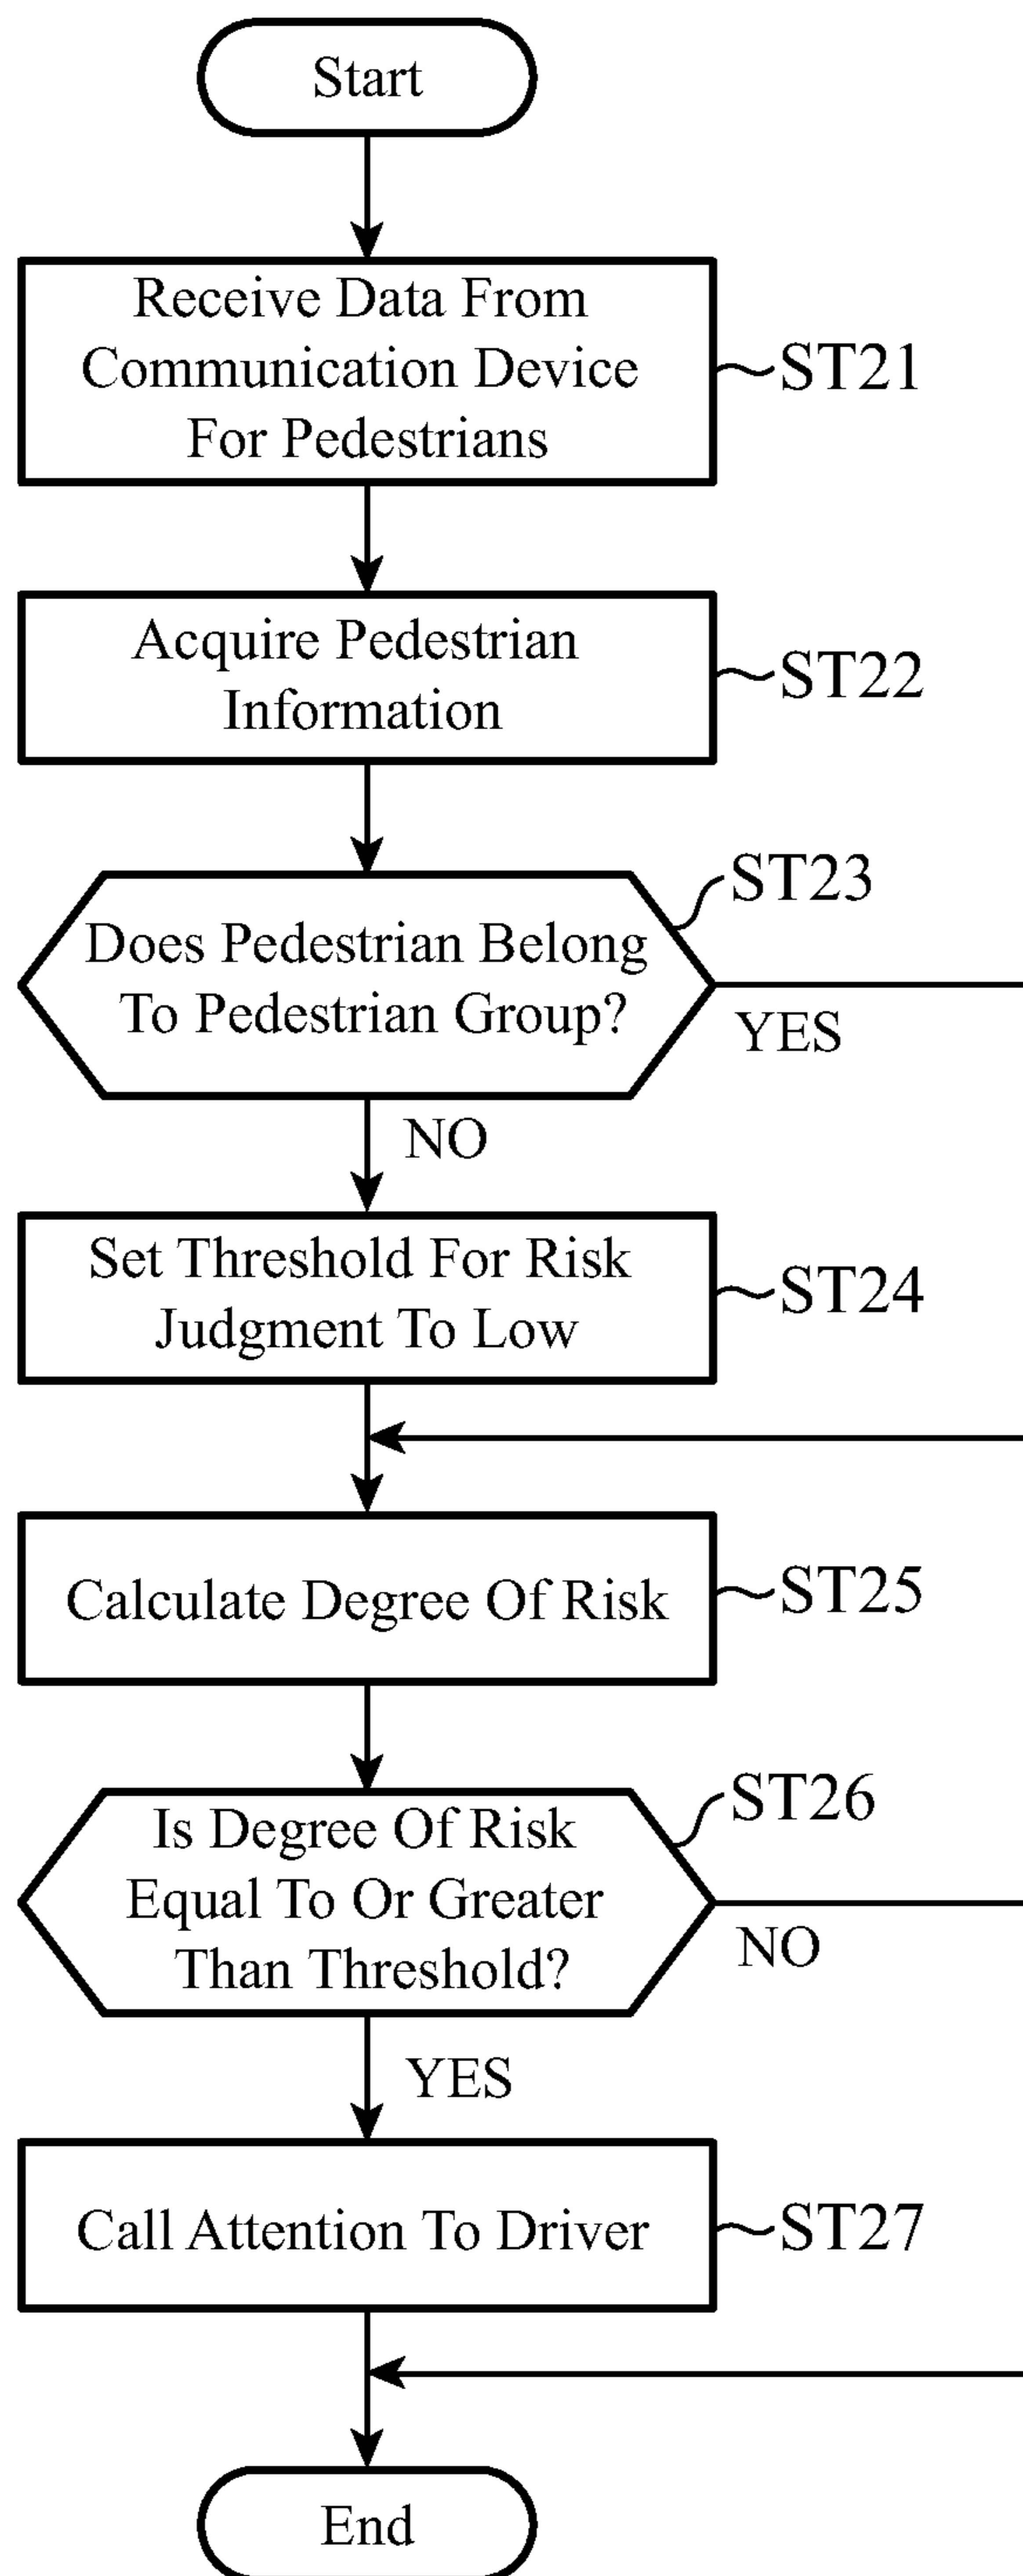 Start
Receive Data From
Communication Device
For Pedestrians
ST21
Acquire Pedestrian
Information
ST22
ST23
Does Pedestrian Belong
To Pedestrian Group?
YES
NO
Set Threshold For Risk
Judgment To Low
ST24
Calculate Degree Of Risk
ST25
ST26
Is Degree Of Risk
Equal To Or Greater
Than Threshold?
NO
YES
Call Attention To Driver
ST27
End